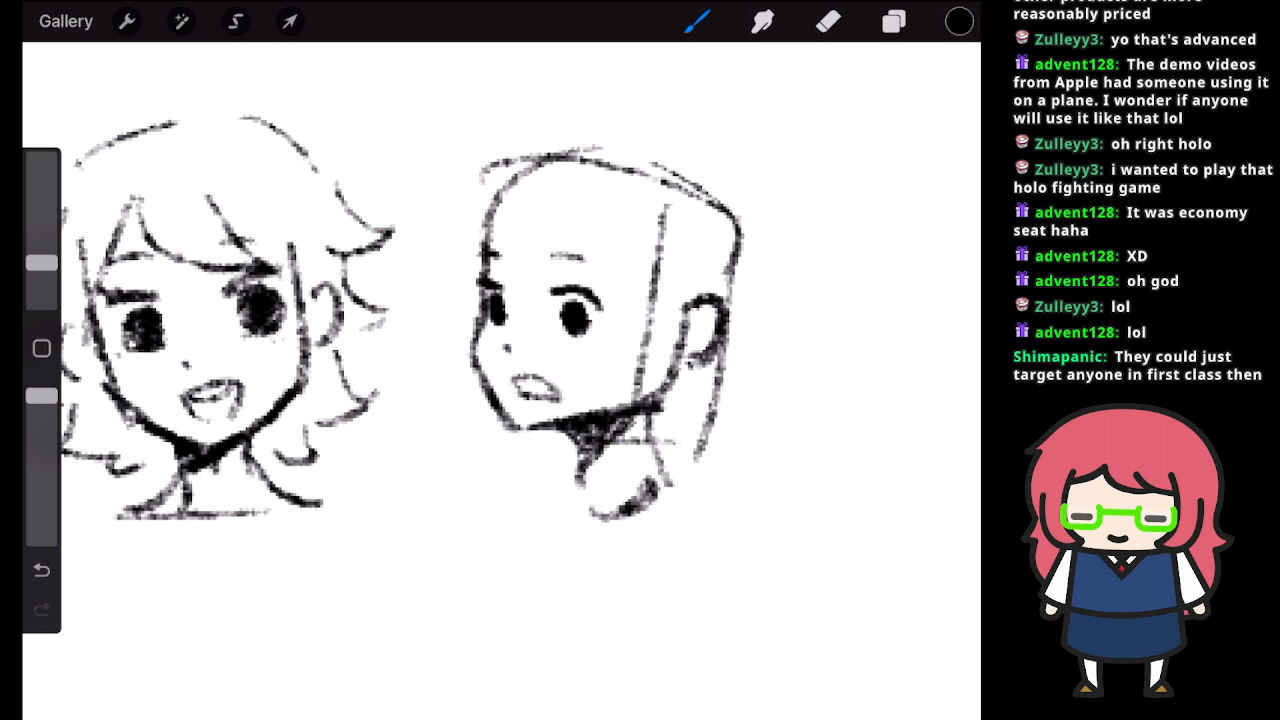 Gallery
other products are more
reasonably priced
Zulleyy3: yo that's advanced
advent128: The demo videos
from Apple had someone using it
on a plane. I wonder if anyone
will use it like that lol
Zulleyy3: oh right holo
Zulleyy3: i wanted to play that
holo fighting game
advent128: It was economy
seat haha
advent128: XD
advent128: oh god
Zulleyy3: lol
advent128: lol
Shimapanic: They could just
target anyone in first class then